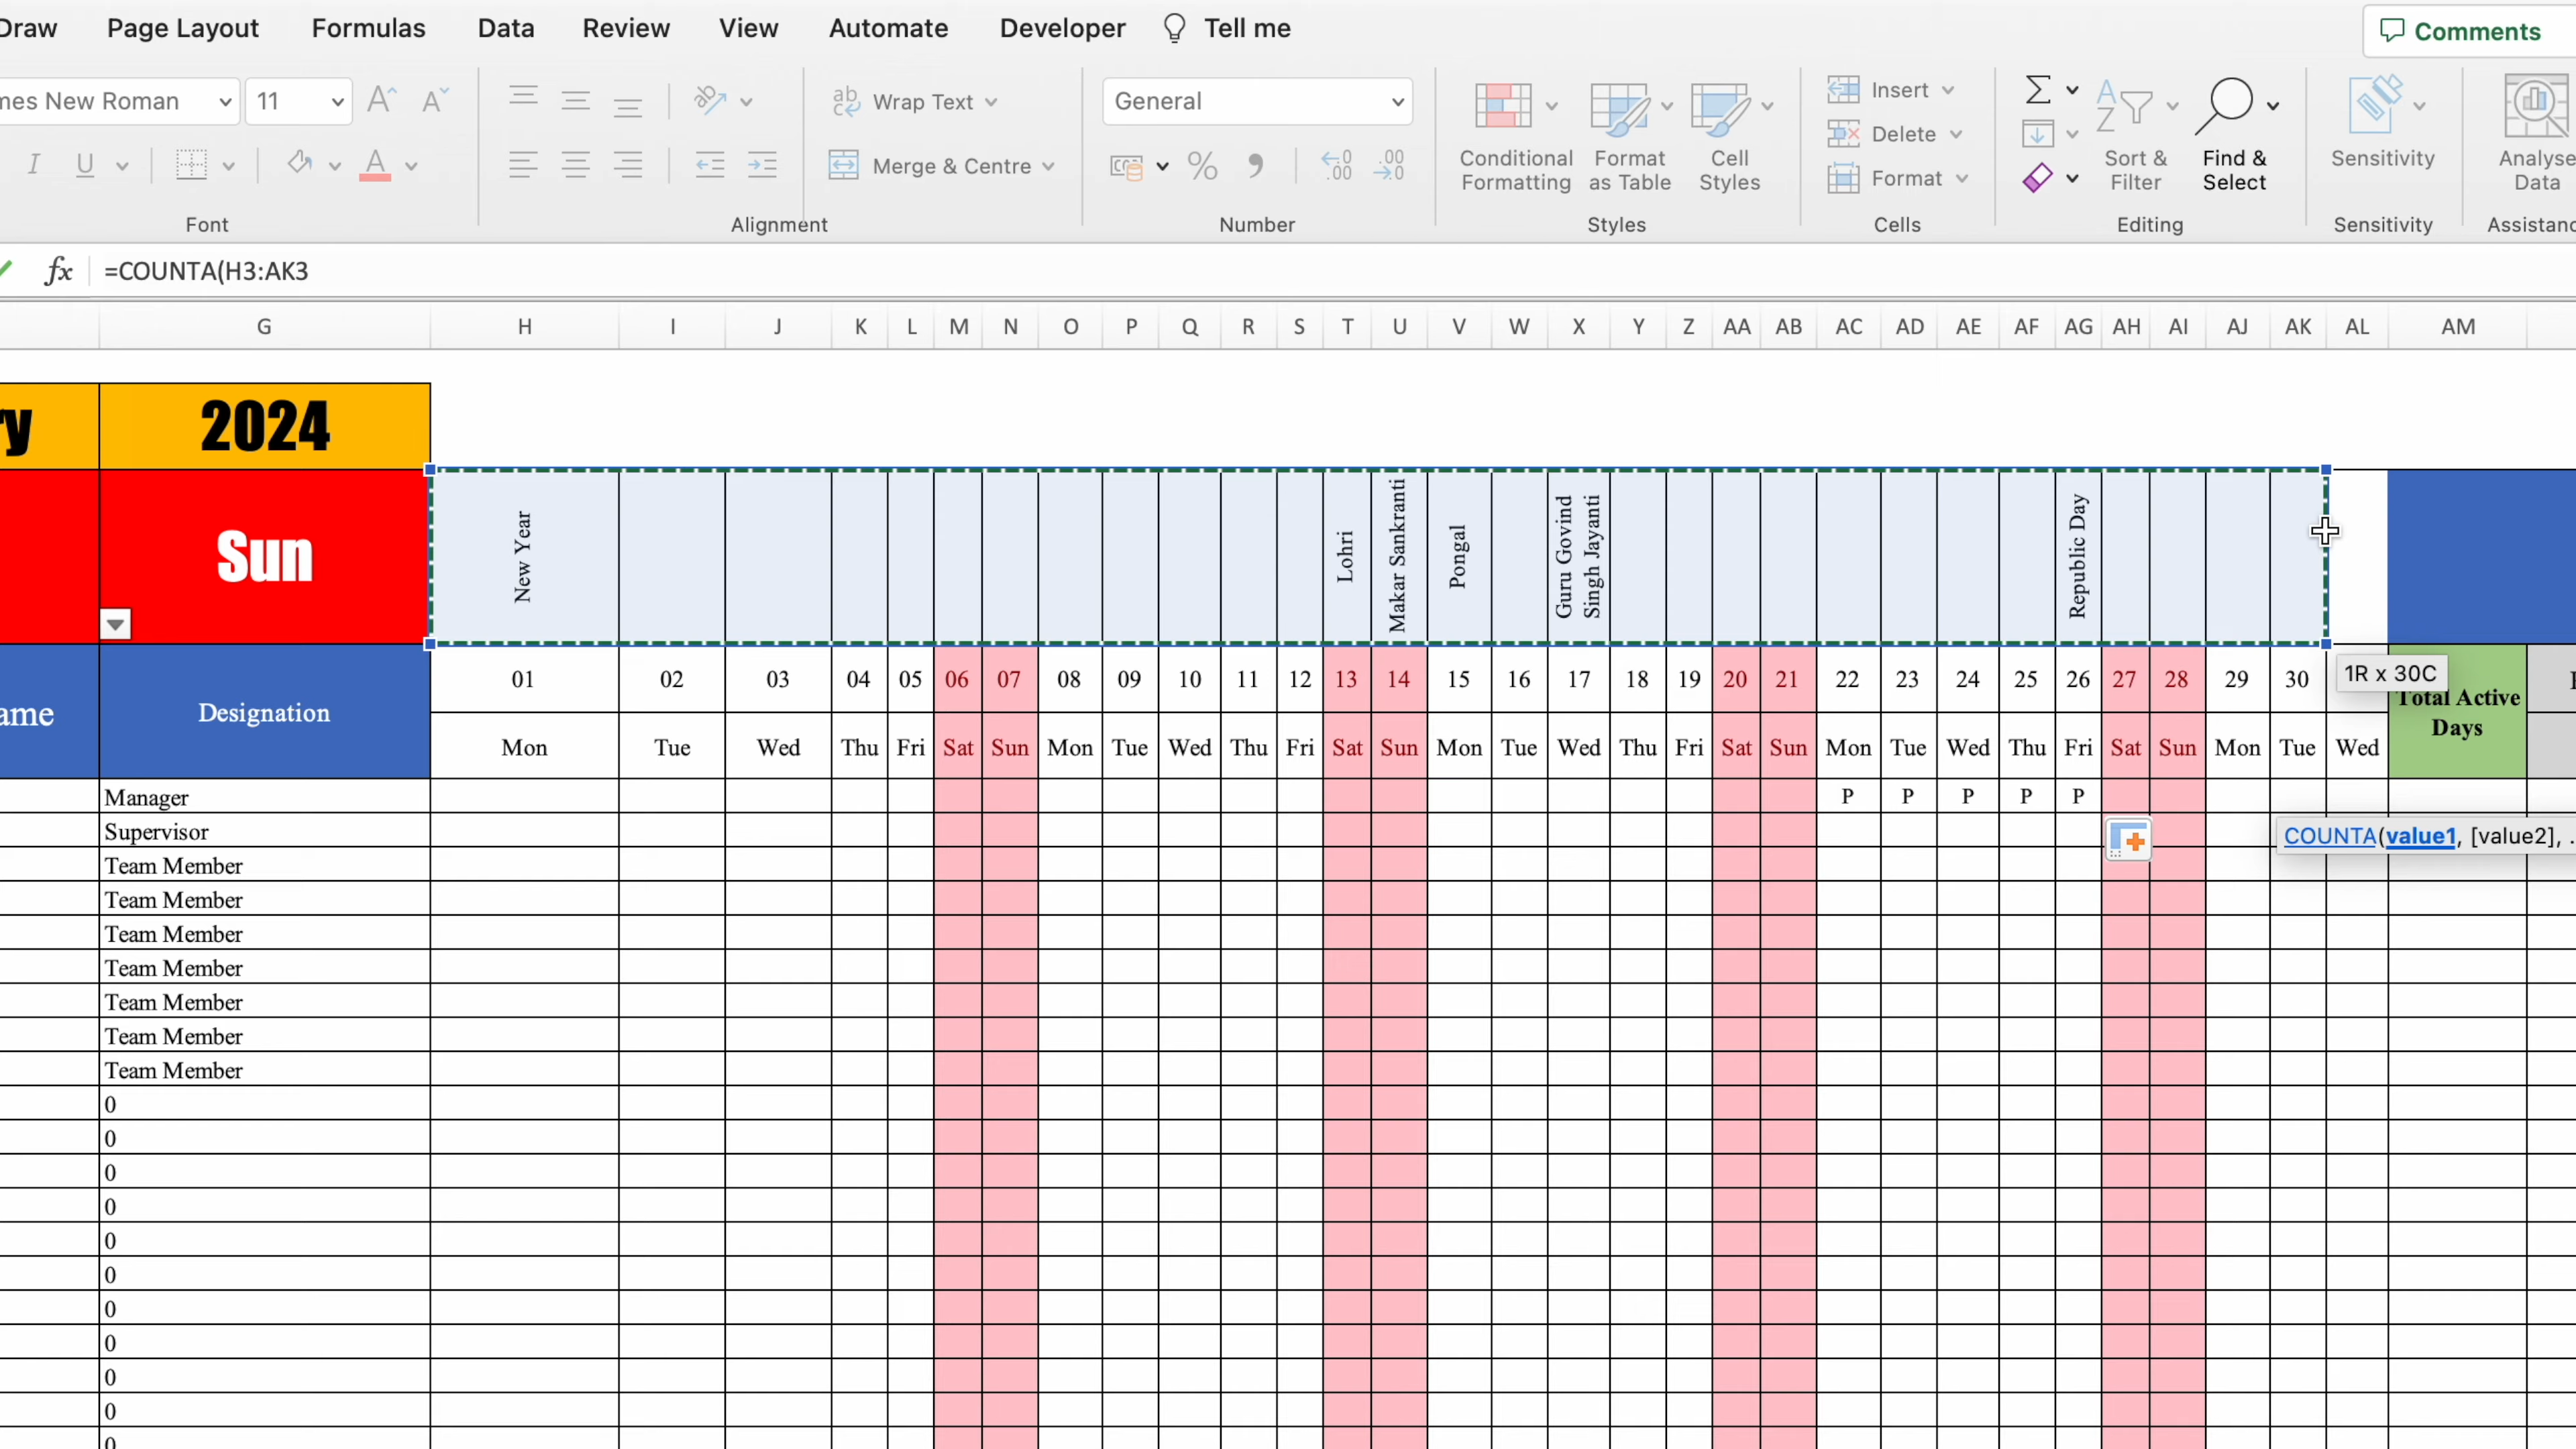 Draw Page Layout Formulas Data Review View Automate Developer Tell me Comments
mes New Roman 11 Wrap Text General Insert
Delete
I U Merge & Centre % Format
Conditional Formatting Format as Table Cell Styles Sort & Filter Find & Select Sensitivity Analyse Data
Font Alignment Number Styles Cells Editing Sensitivity Assistanc
fx =COUNTA(H3:AK3
G H I J K L M N O P Q R S T U V W X Y Z AA AB AC AD AE AF AG AH AI AJ AK AL AM
ry 2024
Sun New Year Lohri Makar Sankranti Pongal Guru Govind Singh Jayanti Republic Day
01 02 03 04 05 06 07 08 09 10 11 12 13 14 15 16 17 18 19 20 21 22 23 24 25 26 27 28 29 30 1R x 30C
ame Designation Total Active Days
Mon Tue Wed Thu Fri Sat Sun Mon Tue Wed Thu Fri Sat Sun Mon Tue Wed Thu Fri Sat Sun Mon Tue Wed Thu Fri Sat Sun Mon Tue Wed
Manager P P P P P
Supervisor COUNTA(value1, [value2], .
Team Member
Team Member
Team Member
Team Member
Team Member
Team Member
Team Member
0
0
0
0
0
0
0
0
0
0
0